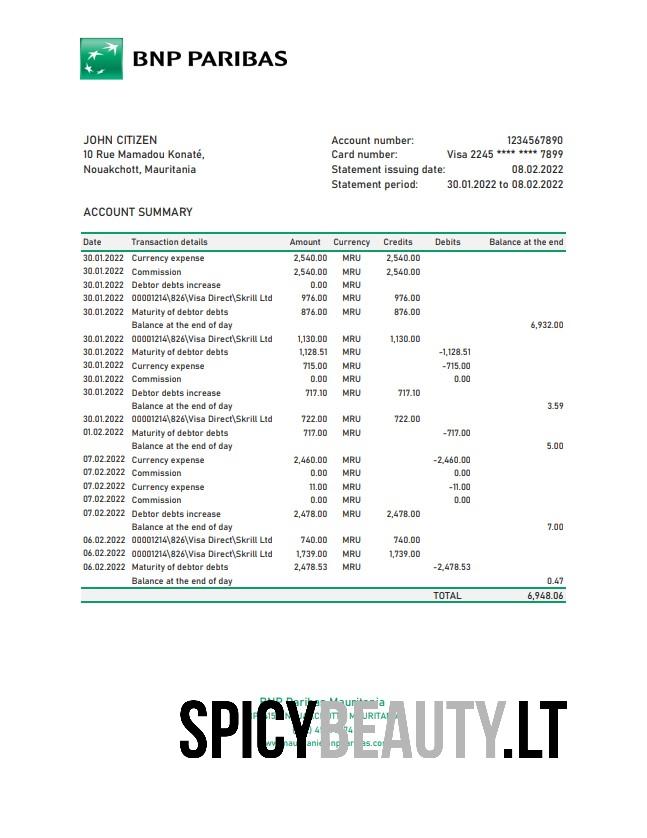 BNP PARIBAS
JOHN CITIZEN
10 Rue Mamadou Konaté,
Nouakchott, Mauritania
Account number: 1234567890
Card number: Visa 2245 **** **** 7899
Statement issuing date: 08.02.2022
Statement period: 30.01.2022 to 08.02.2022
ACCOUNT SUMMARY
Date Transaction details Amount Currency Credits Debits Balance at the end
30.01.2022 Currency expense 2,540.00 MRU 2,540.00
30.01.2022 Commission 2,540.00 MRU 2,540.00
30.01.2022 Debtor debts increase 0.00 MRU
30.01.2022 00001214\826\Visa Direct\Skrill Ltd 976.00 MRU 976.00
30.01.2022 Maturity of debtor debts 876.00 MRU 876.00
Balance at the end of day 6,932.00
30.01.2022 00001214\826\Visa Direct\Skrill Ltd 1,130.00 MRU 1,130.00
30.01.2022 Maturity of debtor debts 1,128.51 MRU -1,128.51
30.01.2022 Currency expense 715.00 MRU -715.00
30.01.2022 Commission 0.00 MRU 0.00
30.01.2022 Debtor debts increase 717.10 MRU 717.10
Balance at the end of day 3.59
30.01.2022 00001214\826\Visa Direct\Skrill Ltd 722.00 MRU 722.00
01.02.2022 Maturity of debtor debts 717.00 MRU -717.00
Balance at the end of day 5.00
07.02.2022 Currency expense 2,460.00 MRU -2,460.00
07.02.2022 Commission 0.00 MRU 0.00
07.02.2022 Currency expense 11.00 MRU -11.00
07.02.2022 Commission 0.00 MRU 0.00
07.02.2022 Debtor debts increase 2,478.00 MRU 2,478.00
Balance at the end of day 7.00
06.02.2022 00001214\826\Visa Direct\Skrill Ltd 740.00 MRU 740.00
06.02.2022 00001214\826\Visa Direct\Skrill Ltd 1,739.00 MRU 1,739.00
06.02.2022 Maturity of debtor debts 2,478.53 MRU -2,478.53
Balance at the end of day 0.47
TOTAL 6,948.06
BNP Paribas Mauritania
SPICYBEAUTY.LT